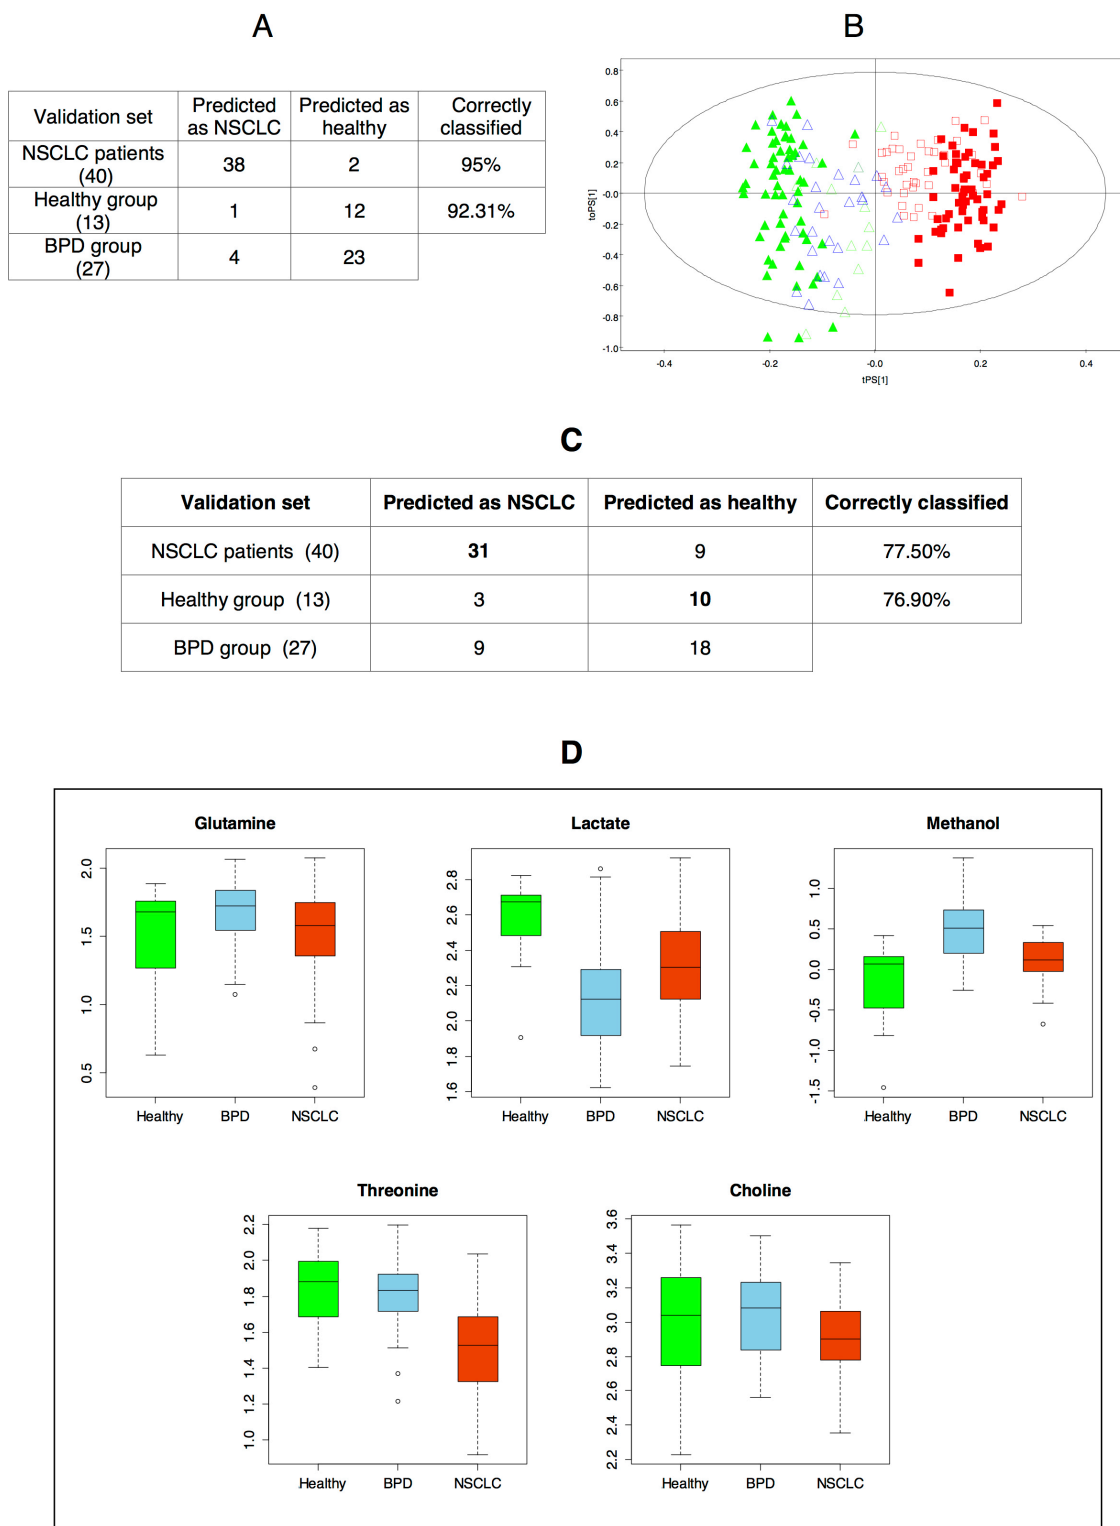 A
B
Validation set
Predicted as NSCLC
Predicted as healthy
Correctly classified
NSCLC patients (40)
38
2
95%
Healthy group (13)
1
12
92.31%
BPD group (27)
4
23
0.8
0.6
0.4
0.2
-0.0
-0.2
-0.4
-0.6
-0.8
-1.0
toPS[1]
-0.4
-0.2
-0.0
0.2
0.4
tPS[1]
C
Validation set Predicted as NSCLC Predicted as healthy Correctly classified
NSCLC patients (40) 31 9 77.50%
Healthy group (13) 3 10 76.90%
BPD group (27) 9 18
D
Glutamine
2.0
1.5
1.0
0.5
Healthy BPD NSCLC
Lactate
2.8
2.6
2.4
2.2
2.0
1.8
1.6
Healthy BPD NSCLC
Methanol
1.0
0.5
0.0
-0.5
-1.0
-1.5
Healthy BPD NSCLC
Threonine
2.2
2.0
1.8
1.6
1.4
1.2
1.0
Healthy BPD NSCLC
Choline
3.6
3.4
3.2
3.0
2.8
2.6
2.4
2.2
Healthy BPD NSCLC